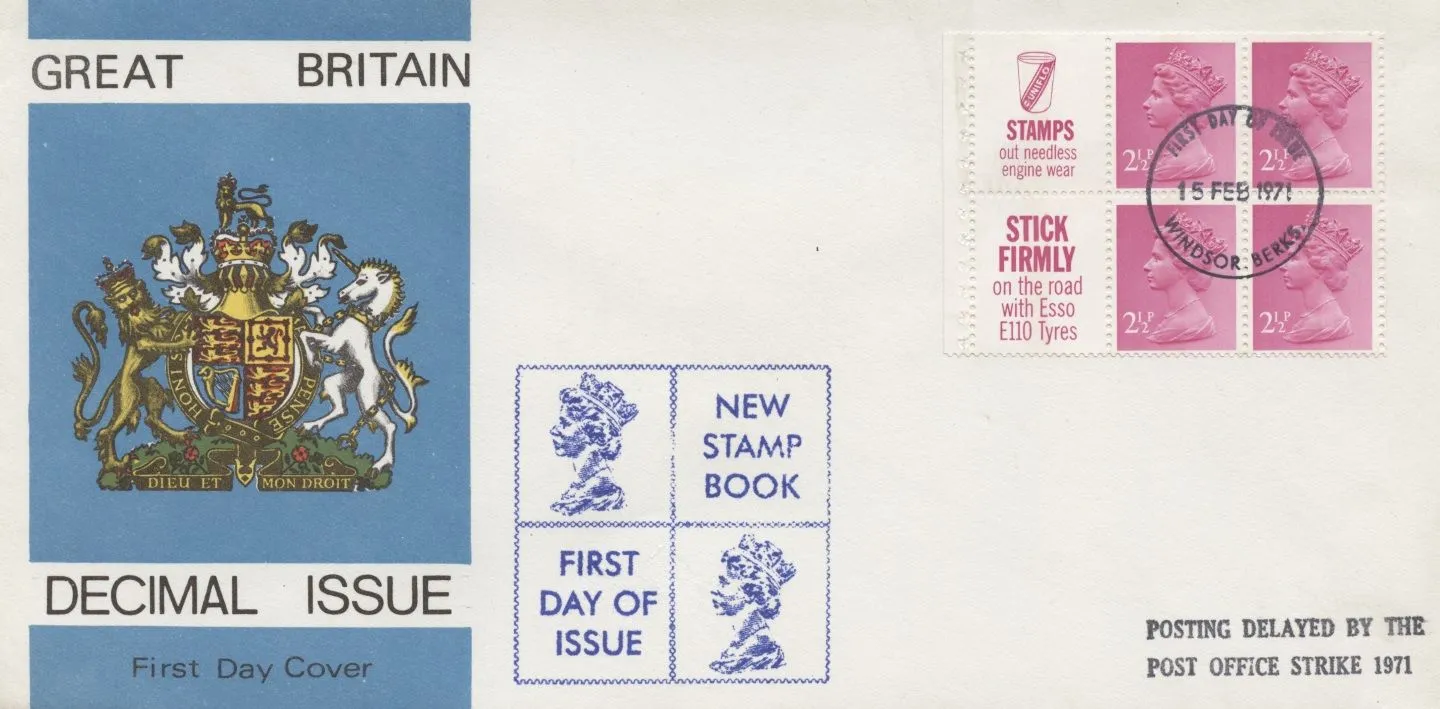 GREAT BRITAIN
HONI S
PENSE
DIEU ET MON DROIT
DECIMAL ISSUE
First Day Cover
NEW
STAMP
BOOK
FIRST
DAY OF
ISSUE
UNIFLO
STAMPS
out needless
engine wear
STICK
FIRMLY
on the road
with Esso
E110 Tyres
2½P
2½P
2½P
2½P
FIRST DAY OF ISSUE
15 FEB 1971
WINDSOR. BERKS.
POSTING DELAYED BY THE
POST OFFICE STRIKE 1971